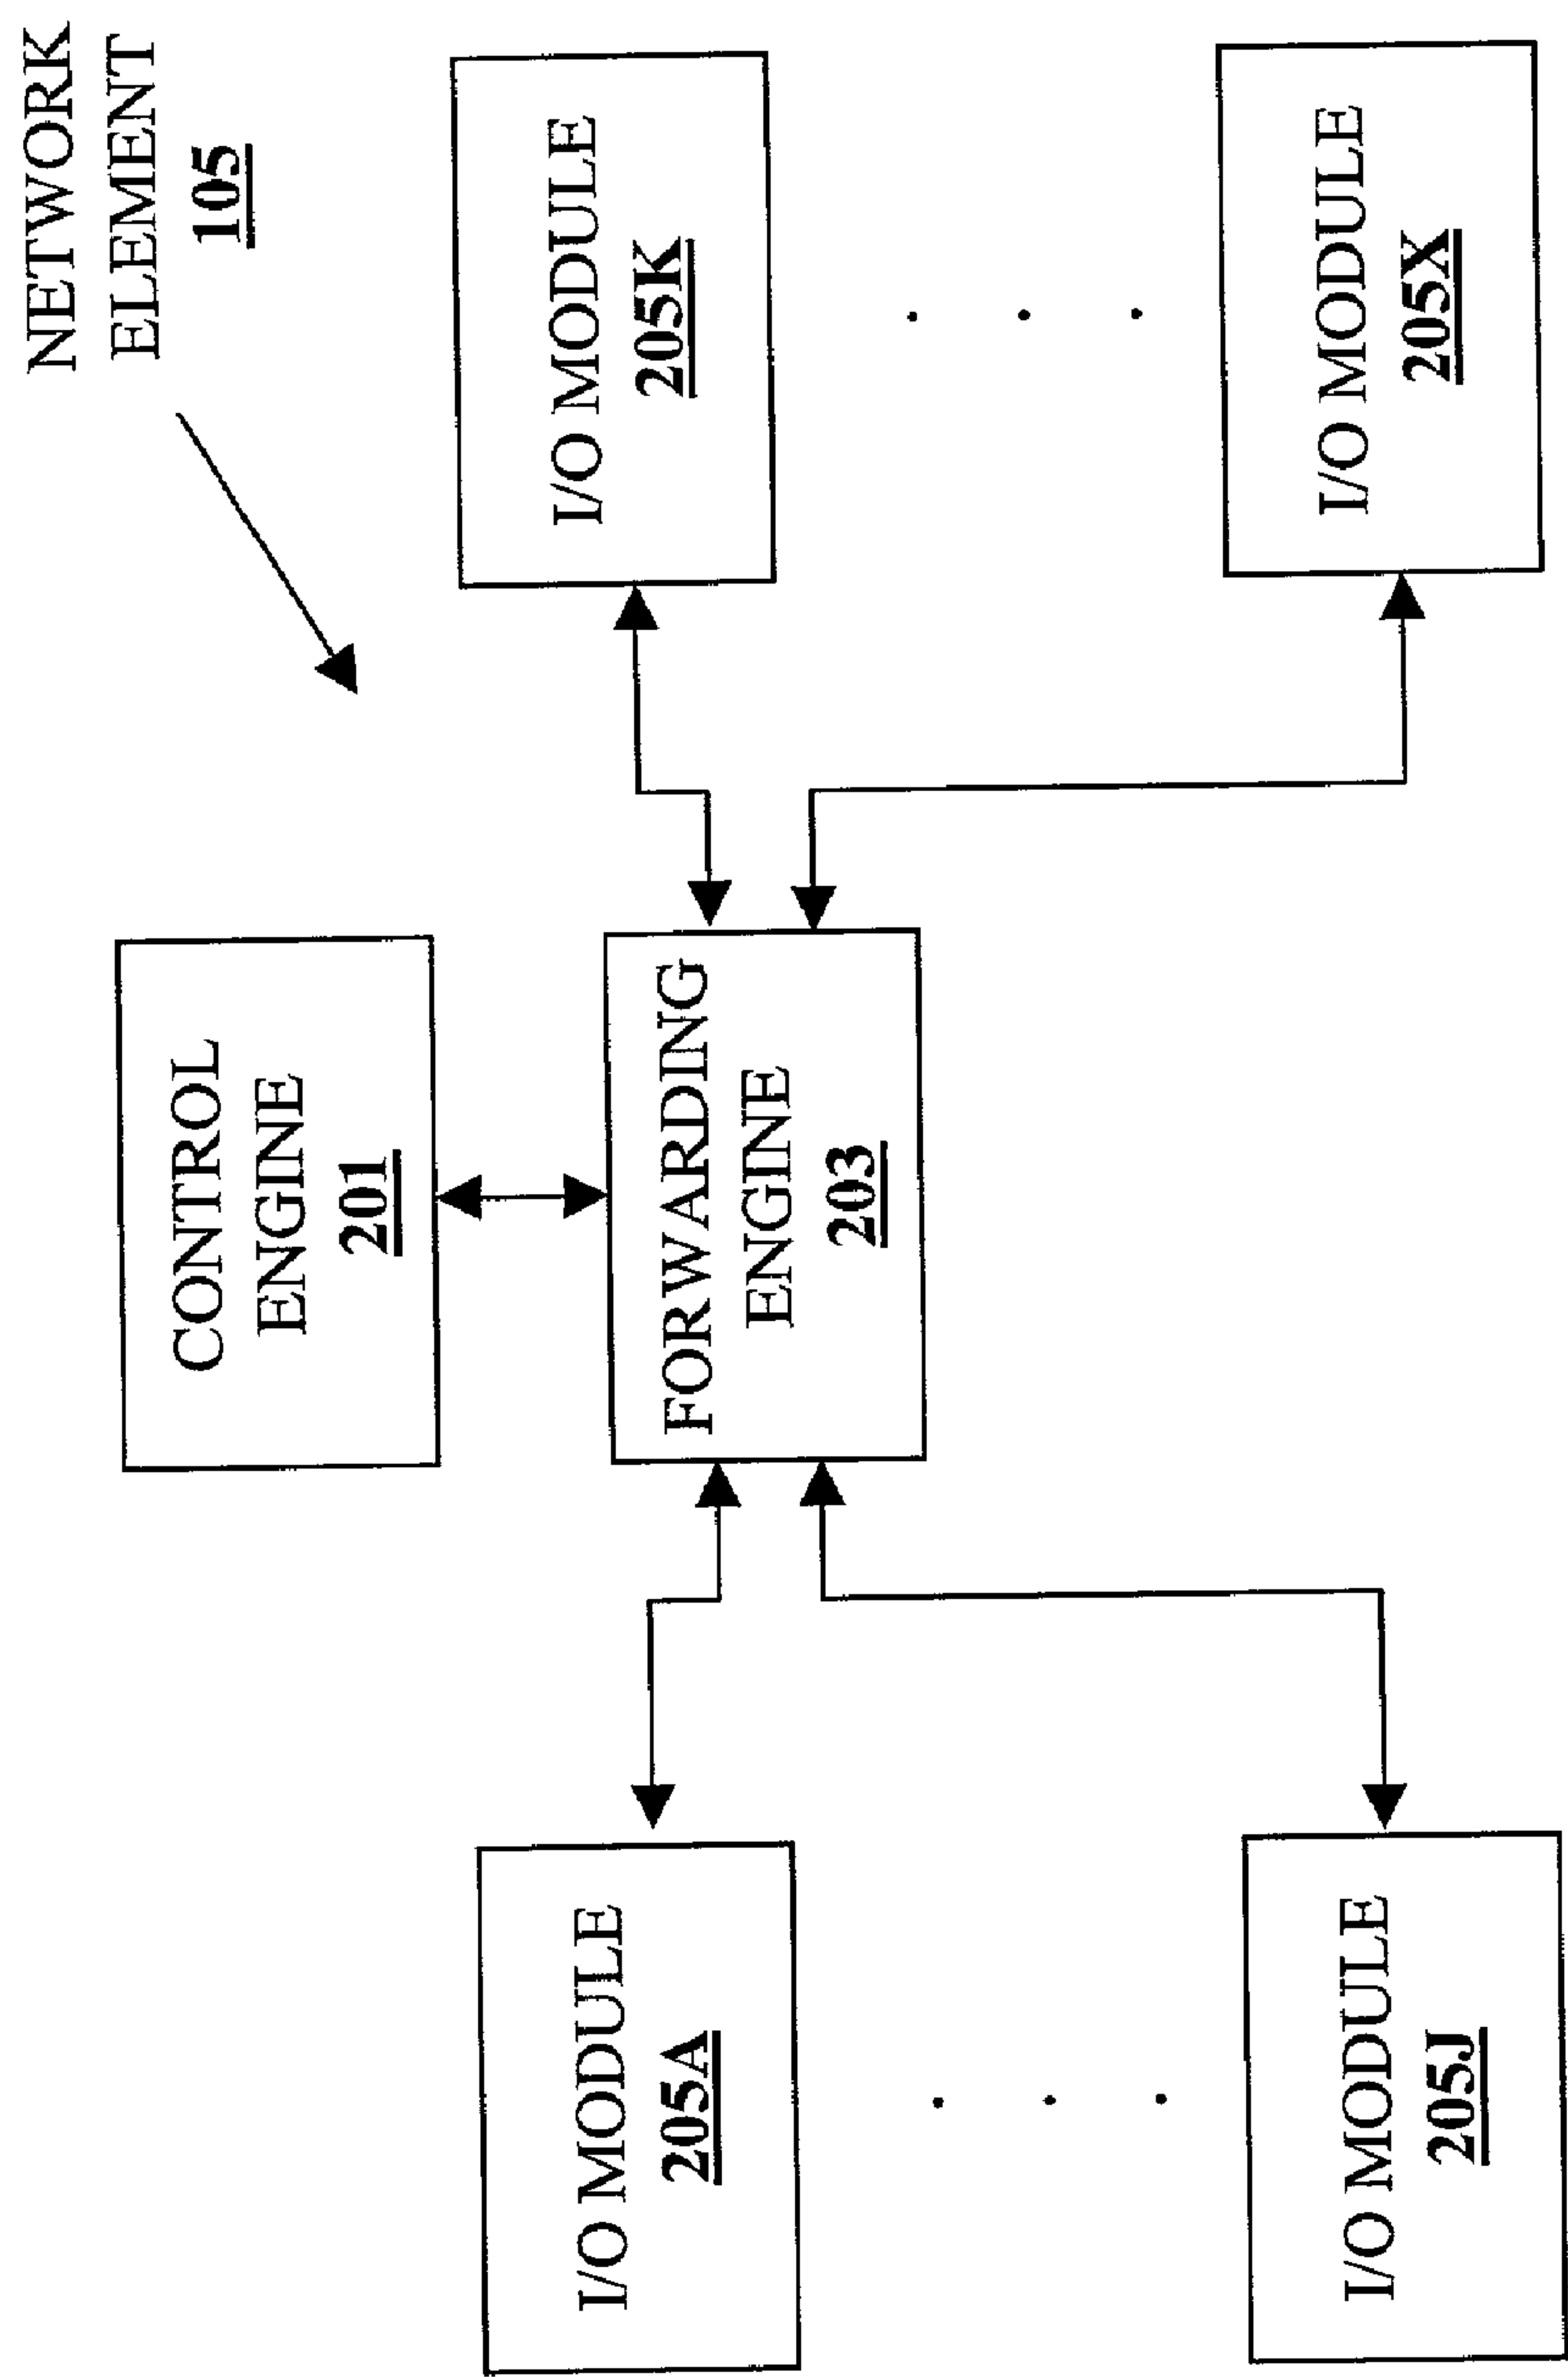 NETWORK
ELEMENT
105
CONTROL
ENGINE
201
I/O MODULE
205A
FORWARDING
ENGINE
203
I/O MODULE
205K
I/O MODULE
205J
I/O MODULE
205X